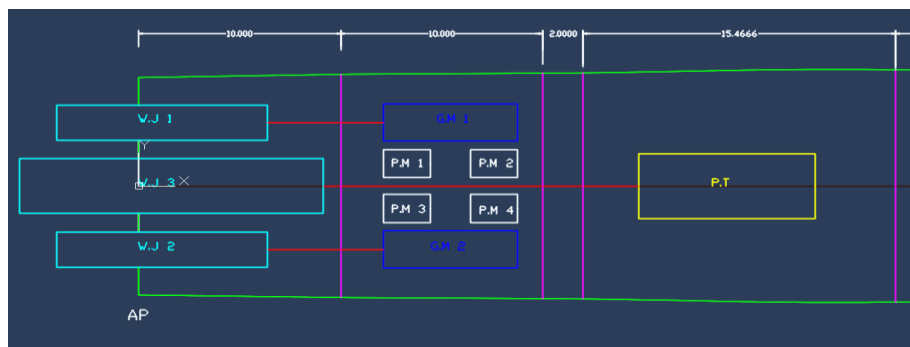 10.000 10.000 2.0000 15.4666
W.J 1 G.M 1
Y
P.M 1 P.M 2
W.J 3 X P.T
P.M 3 P.M 4
W.J 2 G.M 2
AP